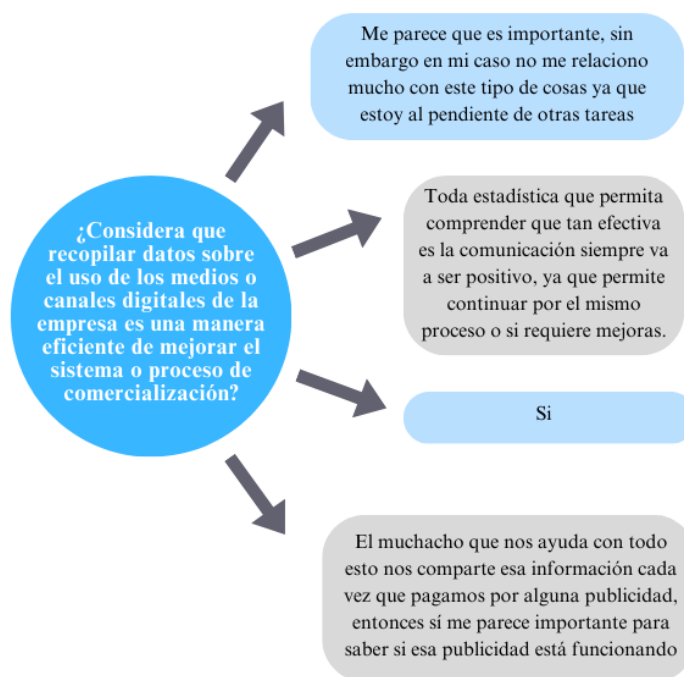 ¿Considera que
recopilar datos sobre
el uso de los medios o
canales digitales de la
empresa es una manera
eficiente de mejorar el
sistema o proceso de
comercialización?
Me parece que es importante, sin
embargo en mi caso no me relaciono
mucho con este tipo de cosas ya que
estoy al pendiente de otras tareas
Toda estadística que permita
comprender que tan efectiva
es la comunicación siempre va
a ser positivo, ya que permite
continuar por el mismo
proceso o si requiere mejoras.
Si
El muchacho que nos ayuda con todo
esto nos comparte esa información cada
vez que pagamos por alguna publicidad,
entonces sí me parece importante para
saber si esa publicidad está funcionando